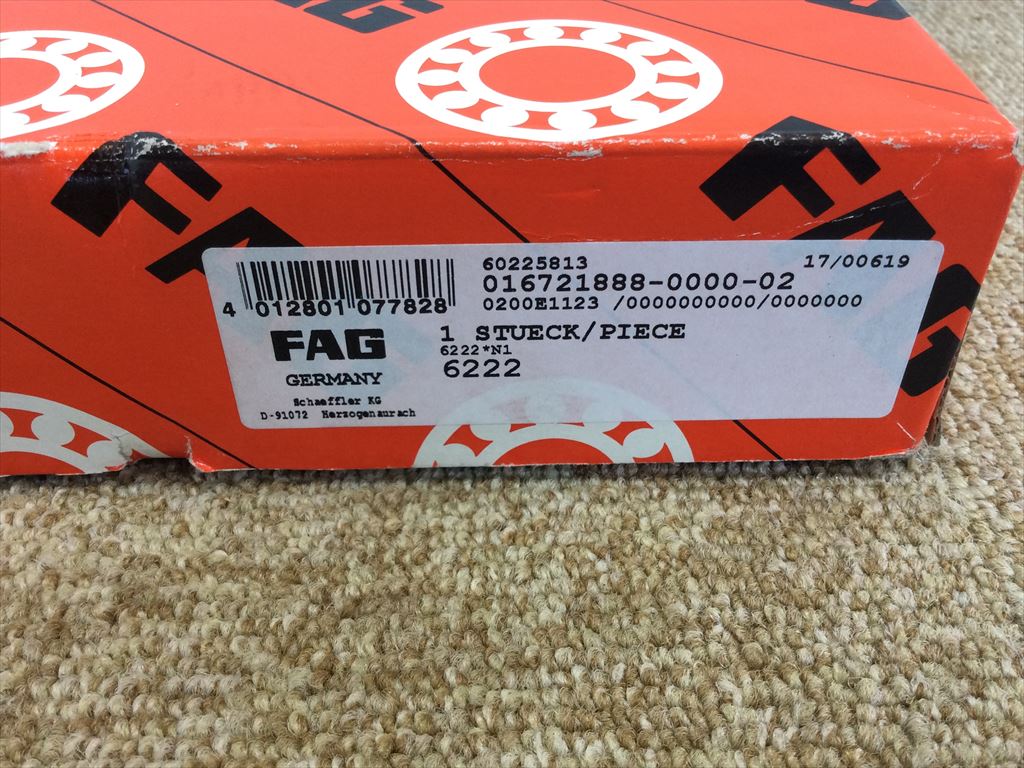 FAG
FAG
FAG
60225813
17/00619
016721888-0000-02
0200E1123 /0000000000/0000000
4 012801 077828
1 STUECK/PIECE
6222*N1
6222
FAG
GERMANY
Schaeffler KG
D-91072 Herzogenaurach